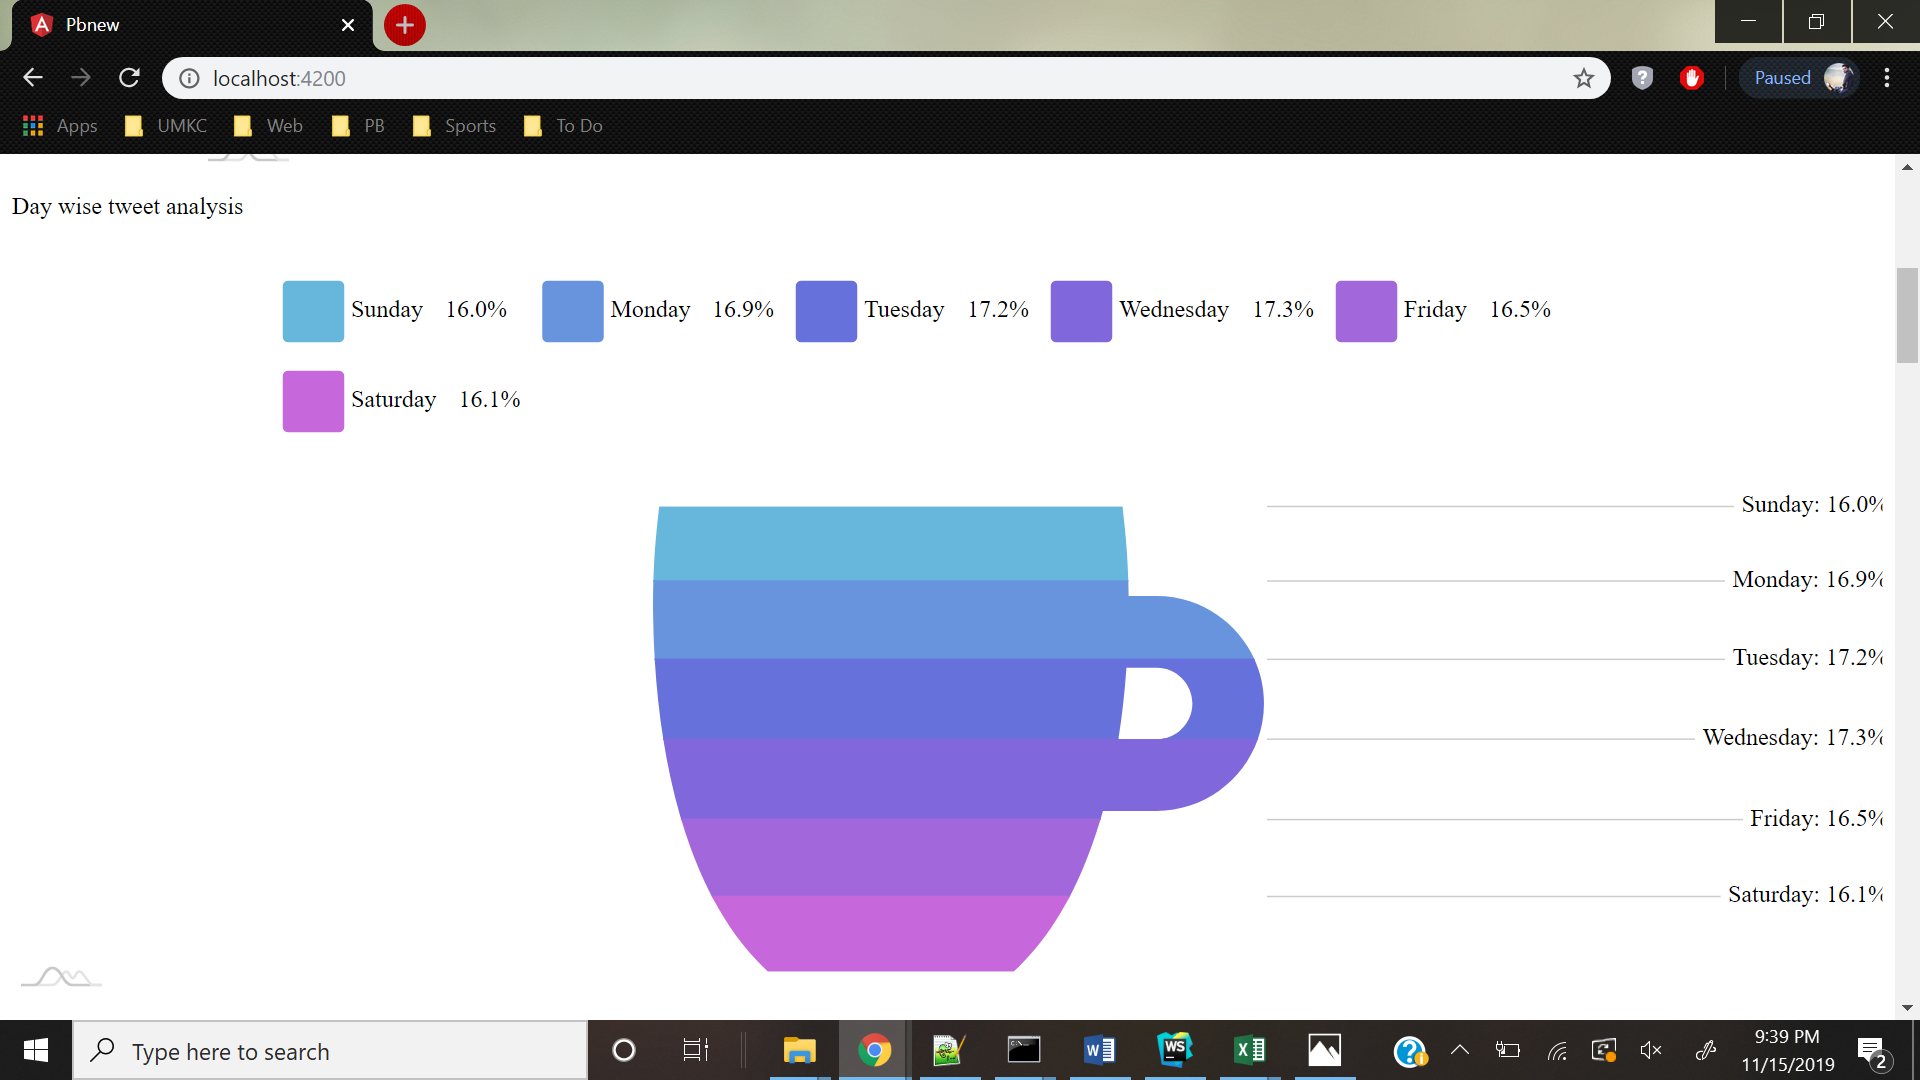 Pbnew
localhost:4200
Paused
Apps UMKC Web PB Sports To Do
Day wise tweet analysis
Sunday 16.0% Monday 16.9% Tuesday 17.2% Wednesday 17.3% Friday 16.5%
Saturday 16.1%
Sunday: 16.0%
Monday: 16.9%
Tuesday: 17.2%
Wednesday: 17.3%
Friday: 16.5%
Saturday: 16.1%
Type here to search
WS
9:39 PM
11/15/2019
2